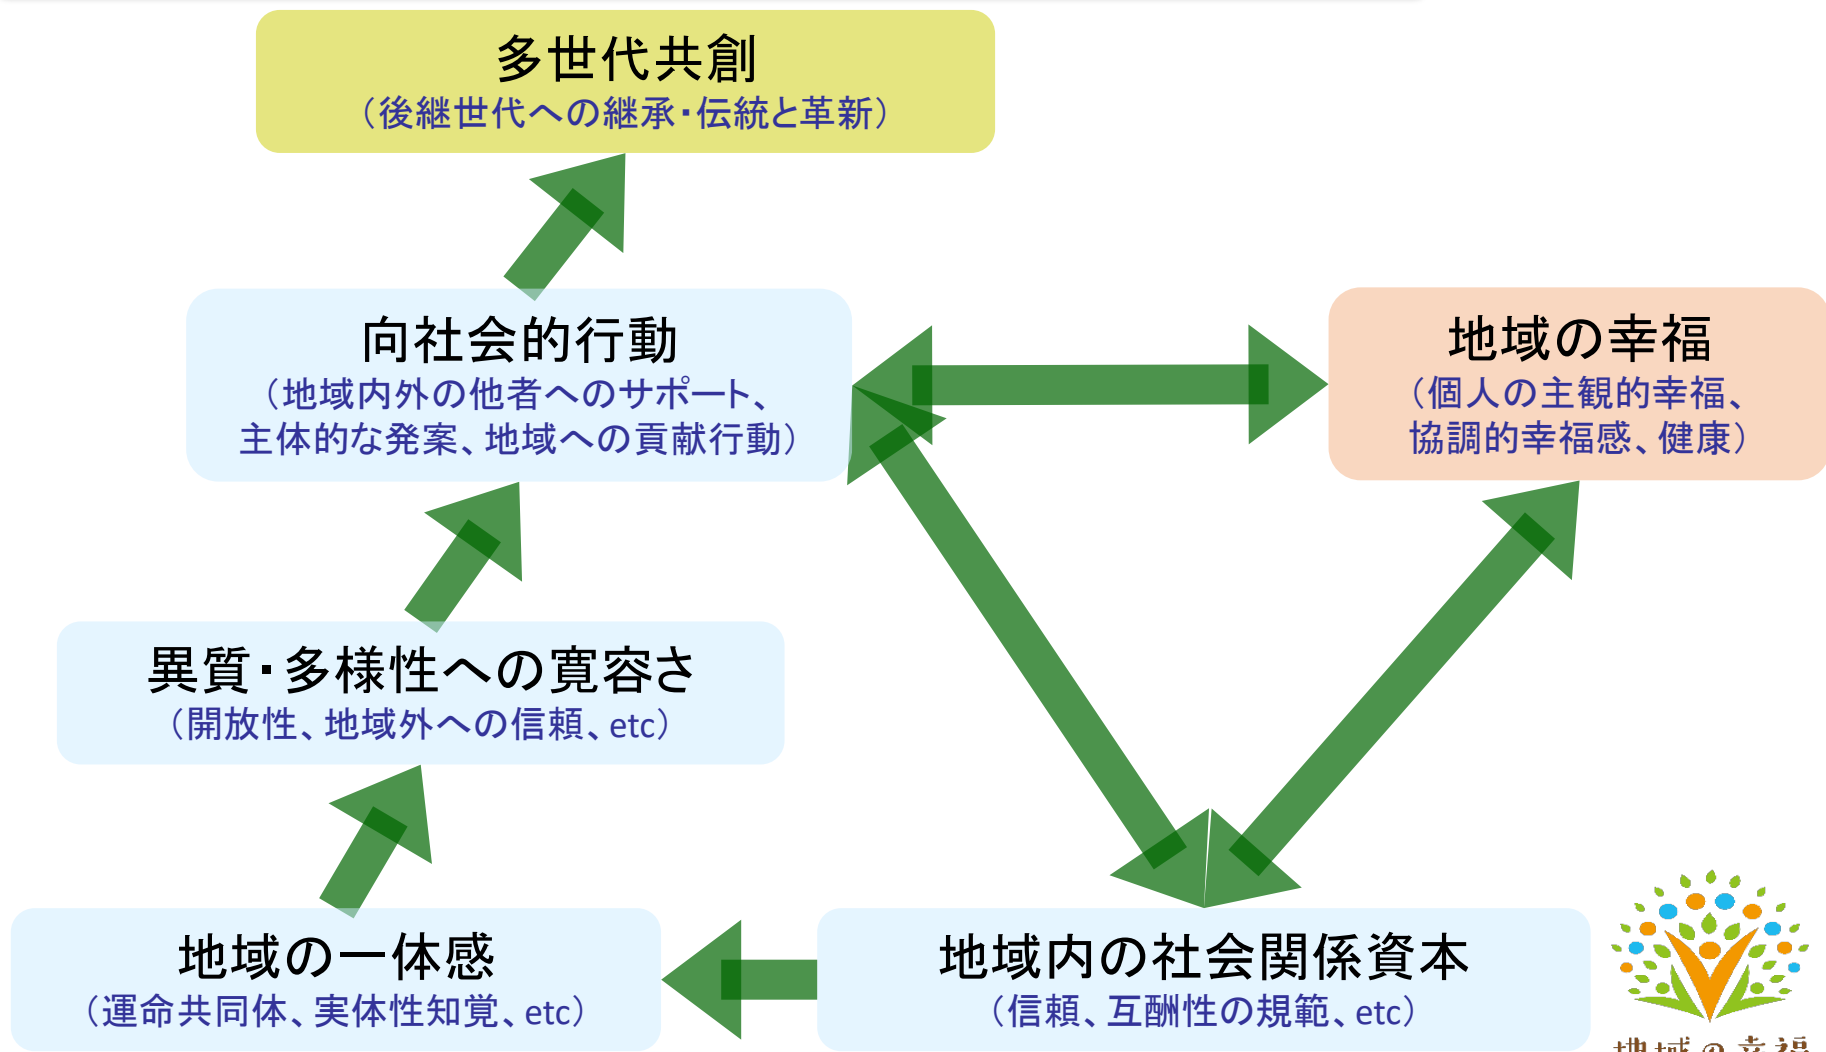 多世代共創
（後継世代への継承・伝統と革新）
向社会的行動
（地域内外の他者へのサポート、
主体的な発案、地域への貢献行動）
地域の幸福
（個人の主観的幸福、
協調的幸福感、健康）
異質・多様性への寛容さ
（開放性、地域外への信頼、etc）
地域の一体感
（運命共同体、実体性知覚、etc）
地域内の社会関係資本
（信頼、互酬性の規範、etc）
地域の幸福